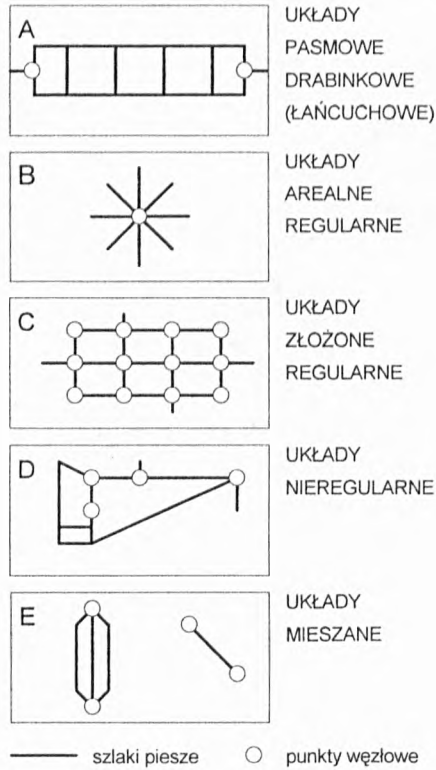 A
UKŁADY
PASMOWE
DRABINKOWE
(ŁAŃCUCHOWE)
B
UKŁADY
AREALNE
REGULARNE
C
UKŁADY
ZŁOŻONE
REGULARNE
D
UKŁADY
NIEREGULARNE
E
UKŁADY
MIESZANE
szlaki piesze
punkty węzłowe